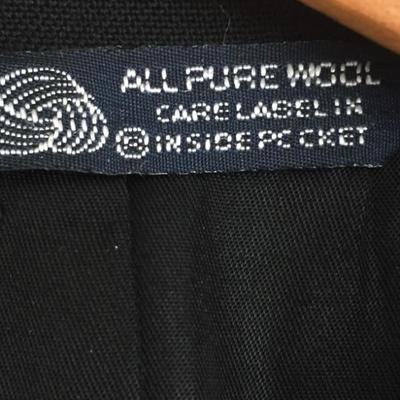 ALL PURE WOOL
CARE LABEL IN
® INSIDE POCKET